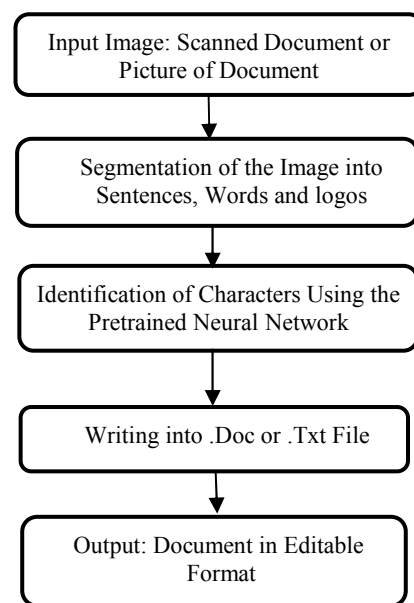 Input Image: Scanned Document or
Picture of Document
Segmentation of the Image into
Sentences, Words and logos
Identification of Characters Using the
Pretrained Neural Network
Writing into .Doc or .Txt File
Output: Document in Editable
Format